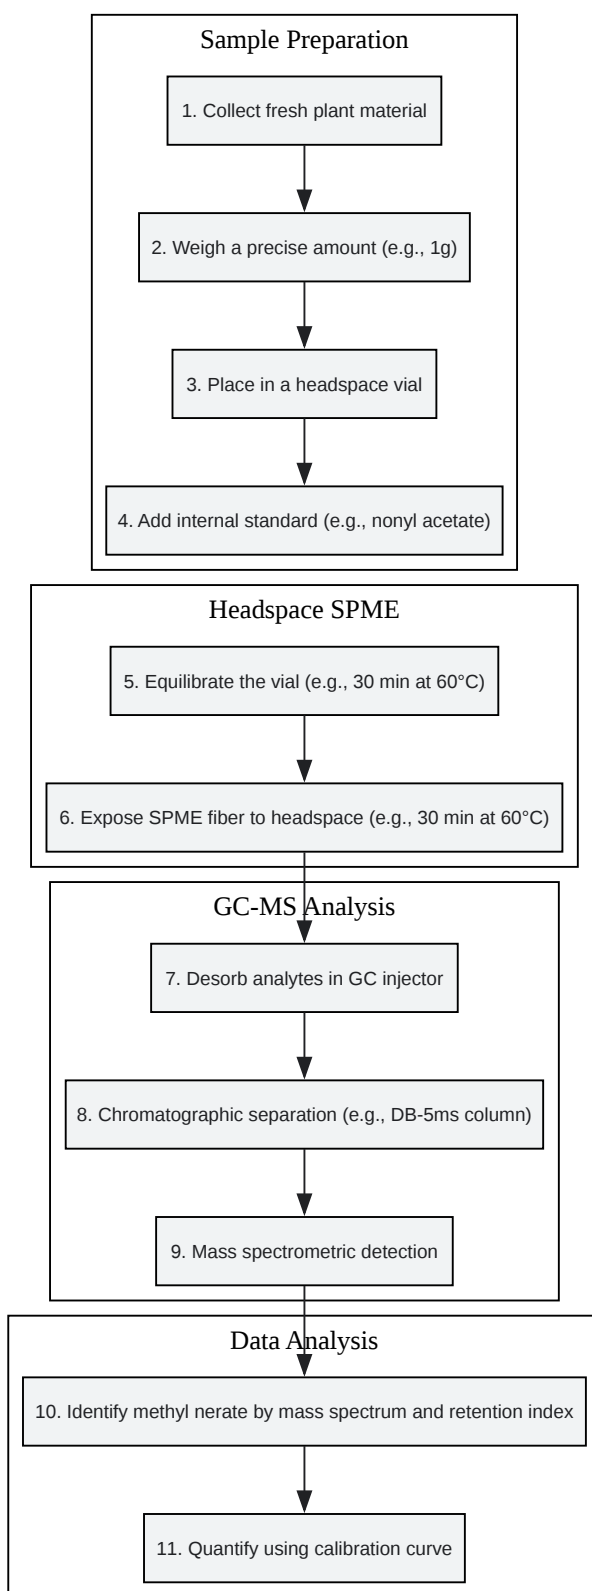 Sample Preparation
1. Collect fresh plant material
2. Weigh a precise amount (e.g., 1g)
3. Place in a headspace vial
4. Add internal standard (e.g., nonyl acetate)
Headspace SPME
5. Equilibrate the vial (e.g., 30 min at 60°C)
6. Expose SPME fiber to headspace (e.g., 30 min at 60°C)
GC-MS Analysis
7. Desorb analytes in GC injector
8. Chromatographic separation (e.g., DB-5ms column)
9. Mass spectrometric detection
Data Analysis
10. Identify methyl nerate by mass spectrum and retention index
11. Quantify using calibration curve